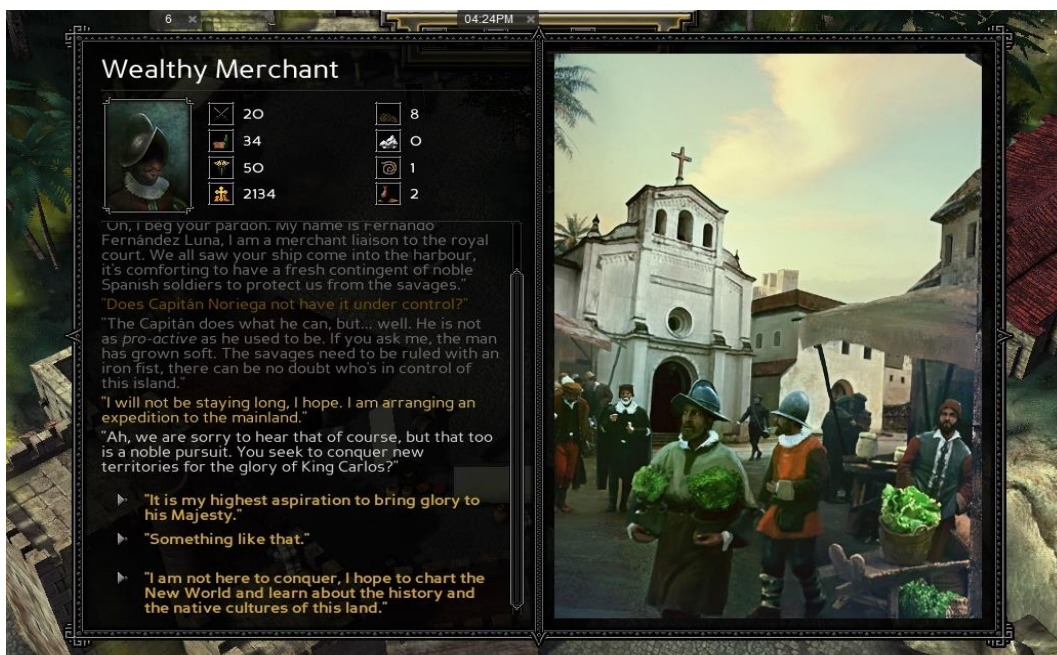 6 ×
04:24PM ×
Wealthy Merchant
20
8
34
0
50
1
2134
2
"Oh, I beg your pardon. My name is Fernando
Fernández Luna, I am a merchant liaison to the royal
court. We all saw your ship come into the harbour,
it's comforting to have a fresh contingent of noble
Spanish soldiers to protect us from the savages."
"Does Capitán Noriega not have it under control?"
"The Capitán does what he can, but... well. He is not
as pro-active as he used to be. If you ask me, the man
has grown soft. The savages need to be ruled with an
iron fist, there can be no doubt who's in control of
this island."
"I will not be staying long, I hope. I am arranging an
expedition to the mainland."
"Ah, we are sorry to hear that of course, but that too
is a noble pursuit. You seek to conquer new
territories for the glory of King Carlos?"
"It is my highest aspiration to bring glory to
his Majesty."
"Something like that."
"I am not here to conquer, I hope to chart the
New World and learn about the history and
the native cultures of this land."